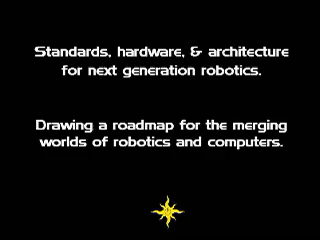 Standards, hardware, & architecture
for next generation robotics.
Drawing a roadmap for the merging
worlds of robotics and computers.